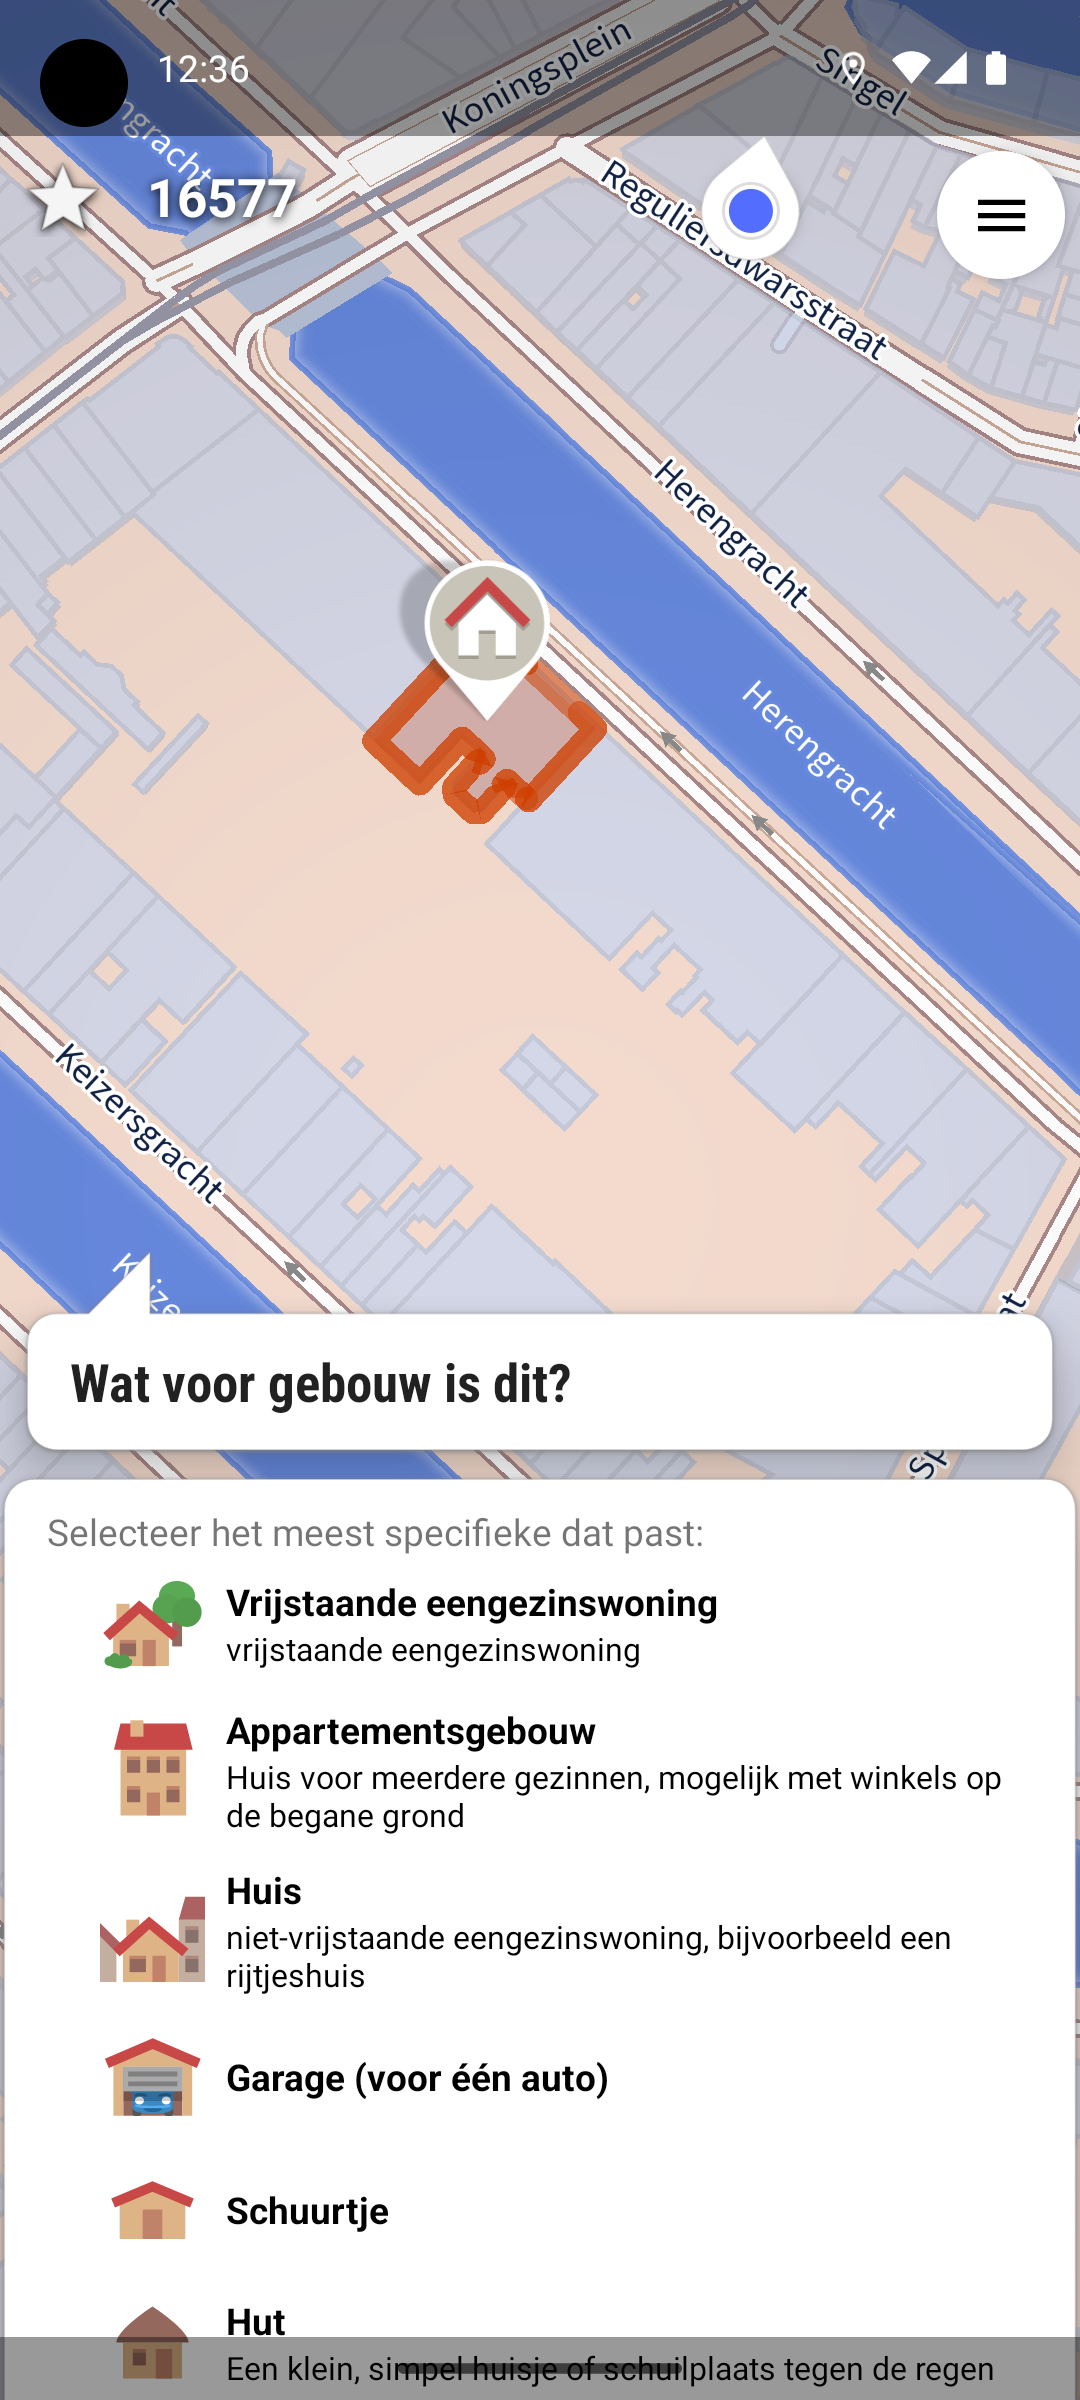 12:36
Koningsplein
Singel
ngracht
16577
Reguliersdwarsstraat
Herengracht
Herengracht
Keizersgracht
Wat voor gebouw is dit?
Selecteer het meest specifieke dat past:
Vrijstaande eengezinswoning
vrijstaande eengezinswoning
Appartementsgebouw
Huis voor meerdere gezinnen, mogelijk met winkels op
de begane grond
Huis
niet-vrijstaande eengezinswoning, bijvoorbeeld een
rijtjeshuis
Garage (voor één auto)
Schuurtje
Hut
Een klein, simpel huisje of schuilplaats tegen de regen